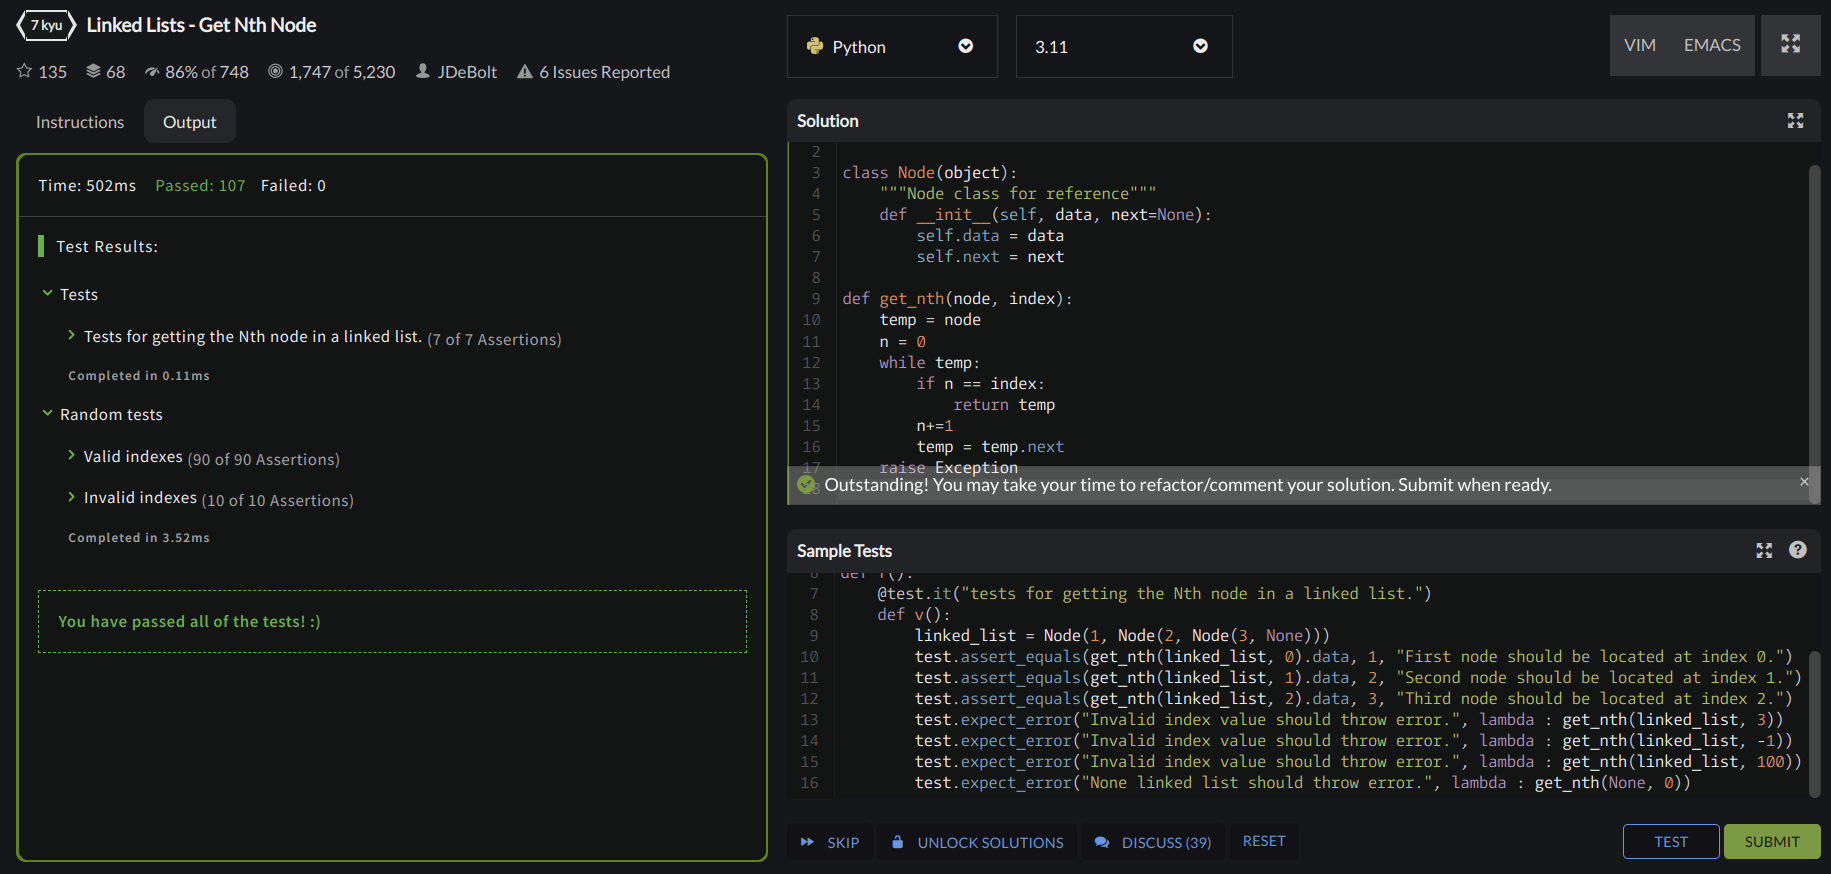 7 kyu Linked Lists - Get Nth Node
135 68 86% of 748 1,747 of 5,230 JDeBolt 6 Issues Reported
Instructions Output
Time: 502ms Passed: 107 Failed: 0
Test Results:
Tests
Tests for getting the Nth node in a linked list. (7 of 7 Assertions)
Completed in 0.11ms
Random tests
Valid indexes (90 of 90 Assertions)
Invalid indexes (10 of 10 Assertions)
Completed in 3.52ms
You have passed all of the tests! :)
Python 3.11 VIM EMACS
Solution
2
3 class Node(object):
4     """Node class for reference"""
5     def __init__(self, data, next=None):
6         self.data = data
7         self.next = next
8
9 def get_nth(node, index):
10     temp = node
11     n = 0
12     while temp:
13         if n == index:
14             return temp
15         n+=1
16         temp = temp.next
17     raise Exception
Outstanding! You may take your time to refactor/comment your solution. Submit when ready. ×
Sample Tests
6 def f():
7     @test.it("tests for getting the Nth node in a linked list.")
8     def v():
9         linked_list = Node(1, Node(2, Node(3, None)))
10         test.assert_equals(get_nth(linked_list, 0).data, 1, "First node should be located at index 0.")
11         test.assert_equals(get_nth(linked_list, 1).data, 2, "Second node should be located at index 1.")
12         test.assert_equals(get_nth(linked_list, 2).data, 3, "Third node should be located at index 2.")
13         test.expect_error("Invalid index value should throw error.", lambda : get_nth(linked_list, 3))
14         test.expect_error("Invalid index value should throw error.", lambda : get_nth(linked_list, -1))
15         test.expect_error("Invalid index value should throw error.", lambda : get_nth(linked_list, 100))
16         test.expect_error("None linked list should throw error.", lambda : get_nth(None, 0))
SKIP UNLOCK SOLUTIONS DISCUSS (39) RESET TEST SUBMIT